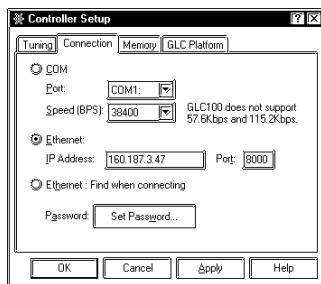 Controller Setup
Tuning Connection Memory GLC Platform
COM
Port: COM1:
Speed (BPS): 38400
GLC100 does not support
57.6Kbps and 115.2Kbps.
Ethernet:
IP Address: 160.187.3.47 Port: 8000
Ethernet : Find when connecting
Password: Set Password...
OK Cancel Apply Help